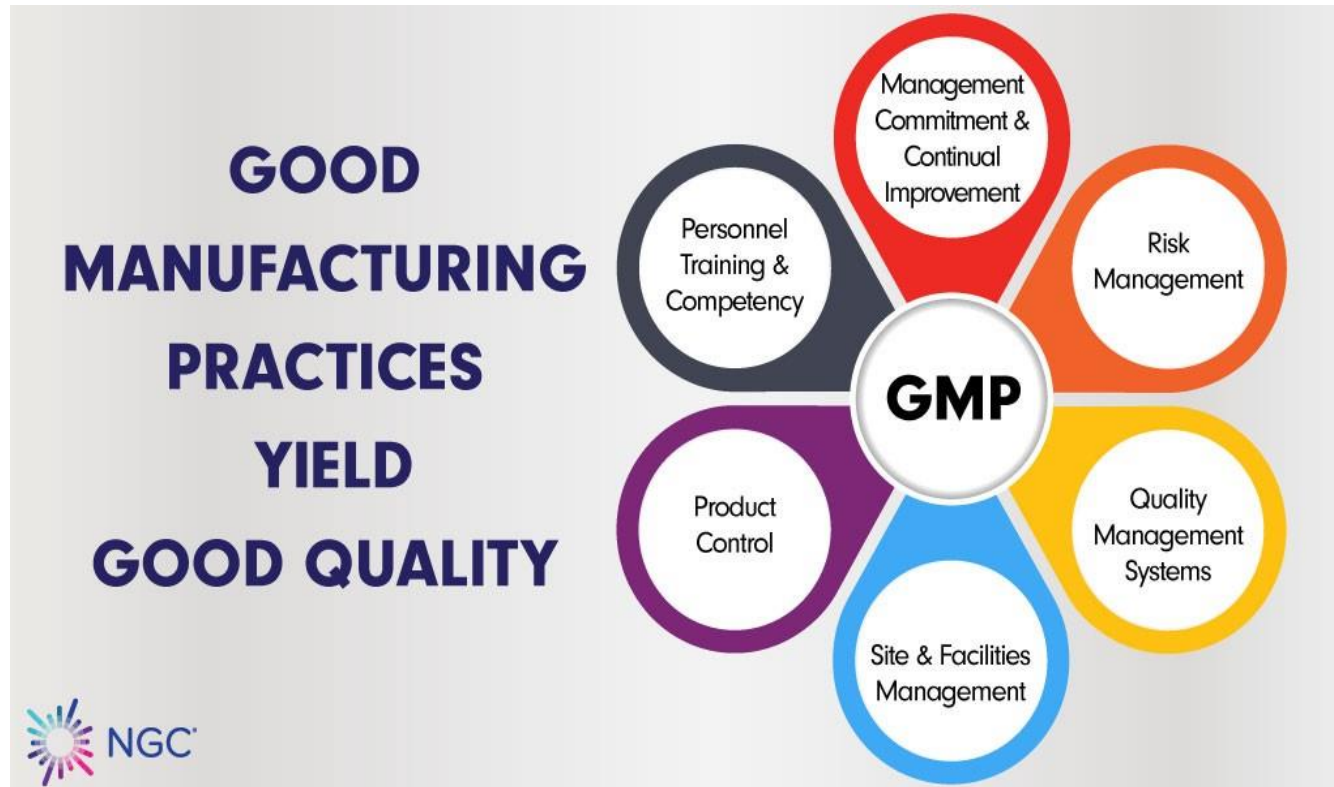 GOOD
MANUFACTURING
PRACTICES
YIELD
GOOD QUALITY
Management
Commitment &
Continual
Improvement
Risk
Management
Quality
Management
Systems
Site & Facilities
Management
Product
Control
Personnel
Training &
Competency
GMP
NGC